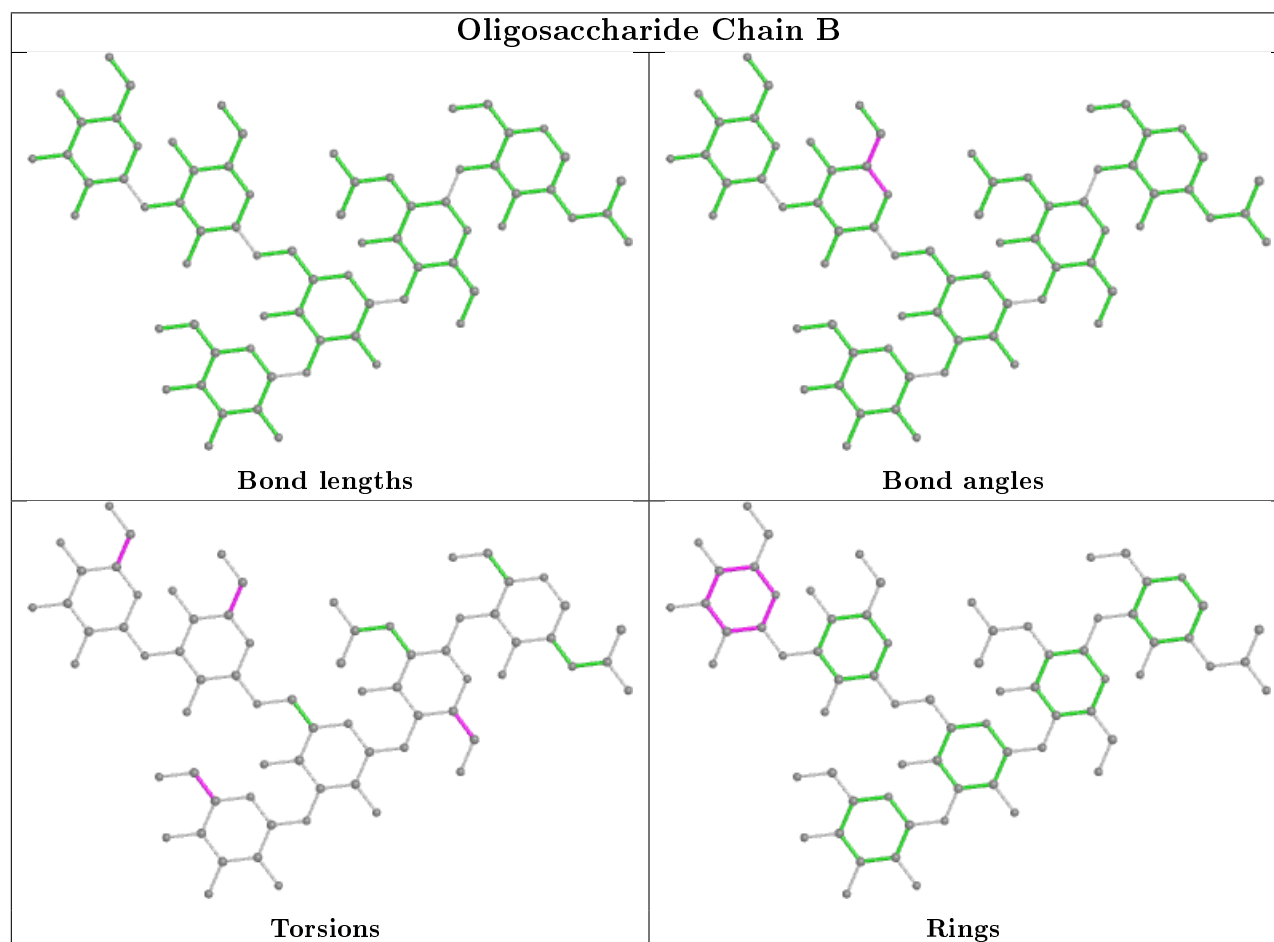 Oligosaccharide Chain B
Bond lengths
Bond angles
Torsions
Rings